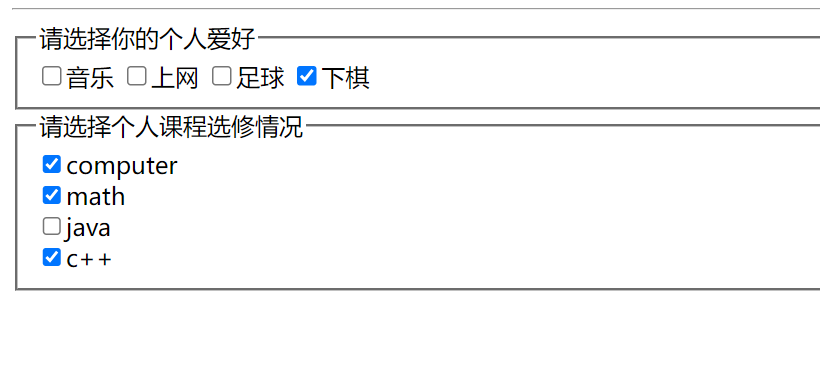 请选择你的个人爱好
音乐 上网 足球 下棋
请选择个人课程选修情况
computer
math
java
c++